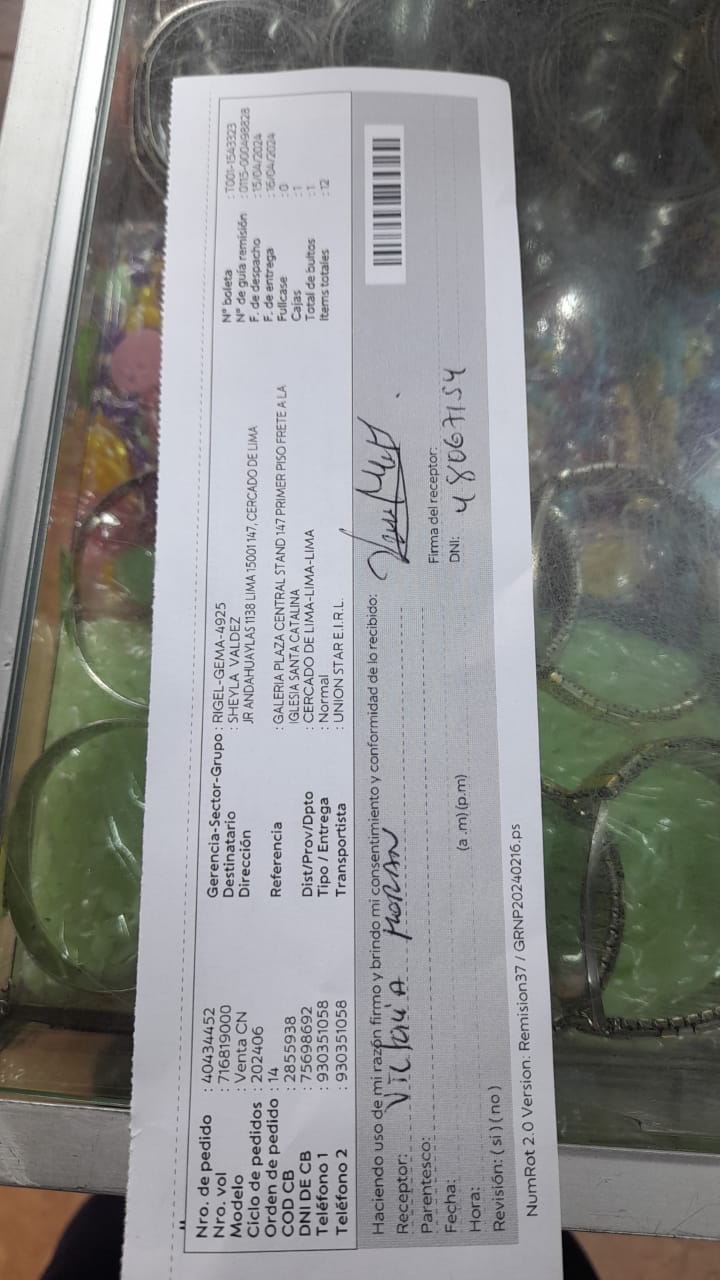 Nro. de pedido : 40434452
Nro. vol : 716819000
Modelo : Venta CN
Ciclo de pedidos : 202406
Orden de pedido : 14
COD CB : 2855938
DNI DE CB : 75698692
Teléfono 1 : 930351058
Teléfono 2 : 930351058
Gerencia-Sector-Grupo : RIGEL-GEMA-4925
Destinatario : SHEYLA VALDEZ
Dirección JR ANDAHUAYLAS 1138 LIMA 15001 147, CERCADO DE LIMA
Referencia : GALERIA PLAZA CENTRAL STAND 147 PRIMER PISO FRETE A LA
IGLESIA SANTA CATALINA
Dist/Prov/Dpto : CERCADO DE LIMA-LIMA-LIMA
Tipo / Entrega : Normal
Transportista : UNION STAR E.I.R.L.
N° boleta : T001-1543323
N° de guía remisión : 0115-000498828
F. de despacho : 15/04/2024
F. de entrega : 16/04/2024
Fullcase : 0
Cajas : 1
Total de bultos : 1
Items totales : 12
Haciendo uso de mi razón firmo y brindo mi consentimiento y conformidad de lo recibido:
Receptor: Victoria MORAN
Parentesco:
Fecha:
Hora: (a .m) (p.m)
Revisión: ( si ) ( no )
Firma del receptor:
DNI: 48067154
NumRot 2.0 Version: Remision37 / GRNP20240216.ps